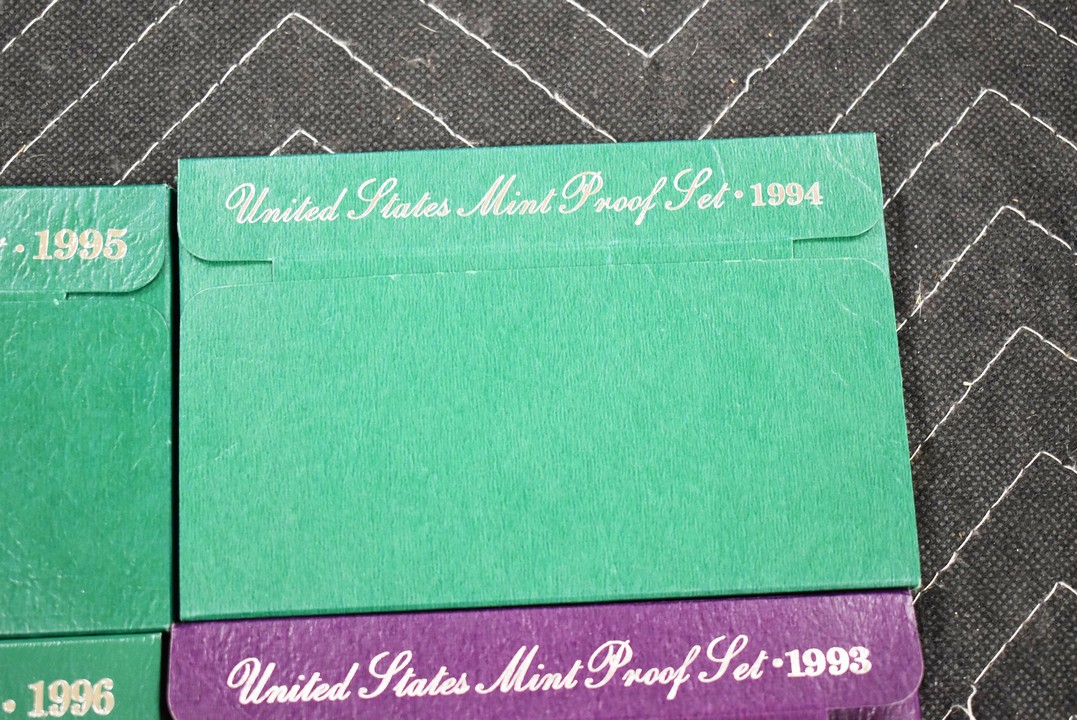 United States Mint Proof Set · 1994
· 1995
United States Mint Proof Set · 1993
· 1996